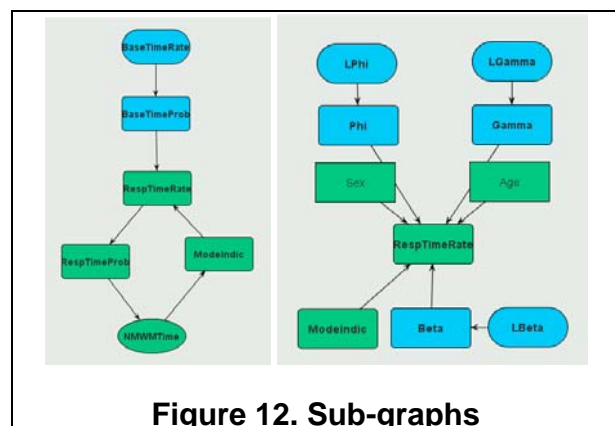 BaseTimeRate
BaseTimeProb
RespTimeRate
RespTimeProb
ModeIndic
NMWMTime
LPhi
LGamma
Phi
Gamma
Sex
Age
RespTimeRate
ModeIndic
Beta
LBeta
Figure 12. Sub-graphs